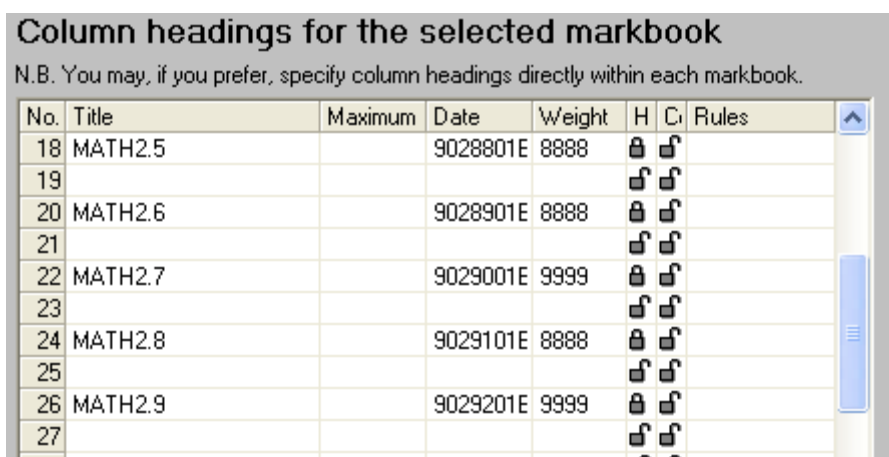 Column headings for the selected markbook
N.B. You may, if you prefer, specify column headings directly within each markbook.
No. Title Maximum Date Weight H C Rules
18 MATH2.5 9028801E 8888
19
20 MATH2.6 9028901E 8888
21
22 MATH2.7 9029001E 9999
23
24 MATH2.8 9029101E 8888
25
26 MATH2.9 9029201E 9999
27